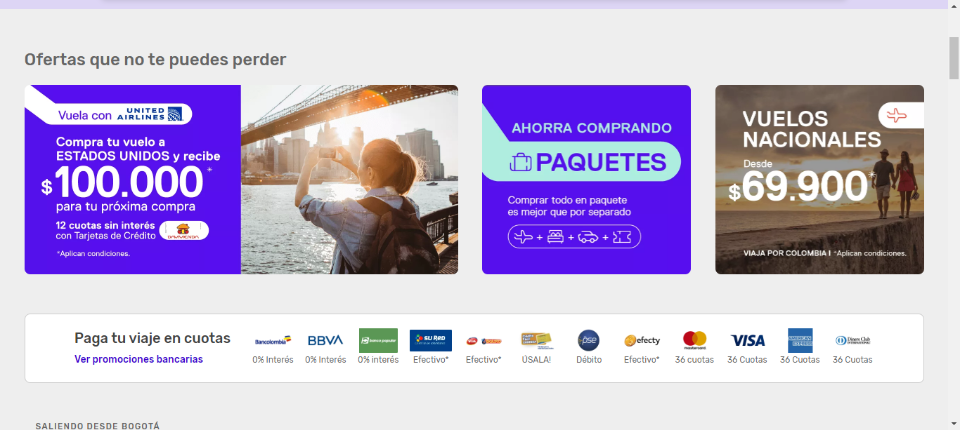 Ofertas que no te puedes perder
Vuela con UNITED AIRLINES
Compra tu vuelo a
ESTADOS UNIDOS y recibe
$100.000*
para tu próxima compra
12 cuotas sin interés
con Tarjetas de Crédito
DAVIVIENDA
*Aplican condiciones.
AHORRA COMPRANDO
PAQUETES
Comprar todo en paquete
es mejor que por separado
+ + +
VUELOS
NACIONALES
Desde
$69.900*
VIAJA POR COLOMBIA I *Aplican condiciones.
Paga tu viaje en cuotas
Ver promociones bancarias
Bancolombia
0% Interés
BBVA
0% Interés
banco popular
0% interés
SU RED
Efectivo*
Efectivo*
ÚSALA!
pse
Débito
efecty
Efectivo*
mastercard
36 cuotas
VISA
36 Cuotas
AMERICAN EXPRESS
36 Cuotas
Diners Club
36 Cuotas
SALIENDO DESDE BOGOTÁ